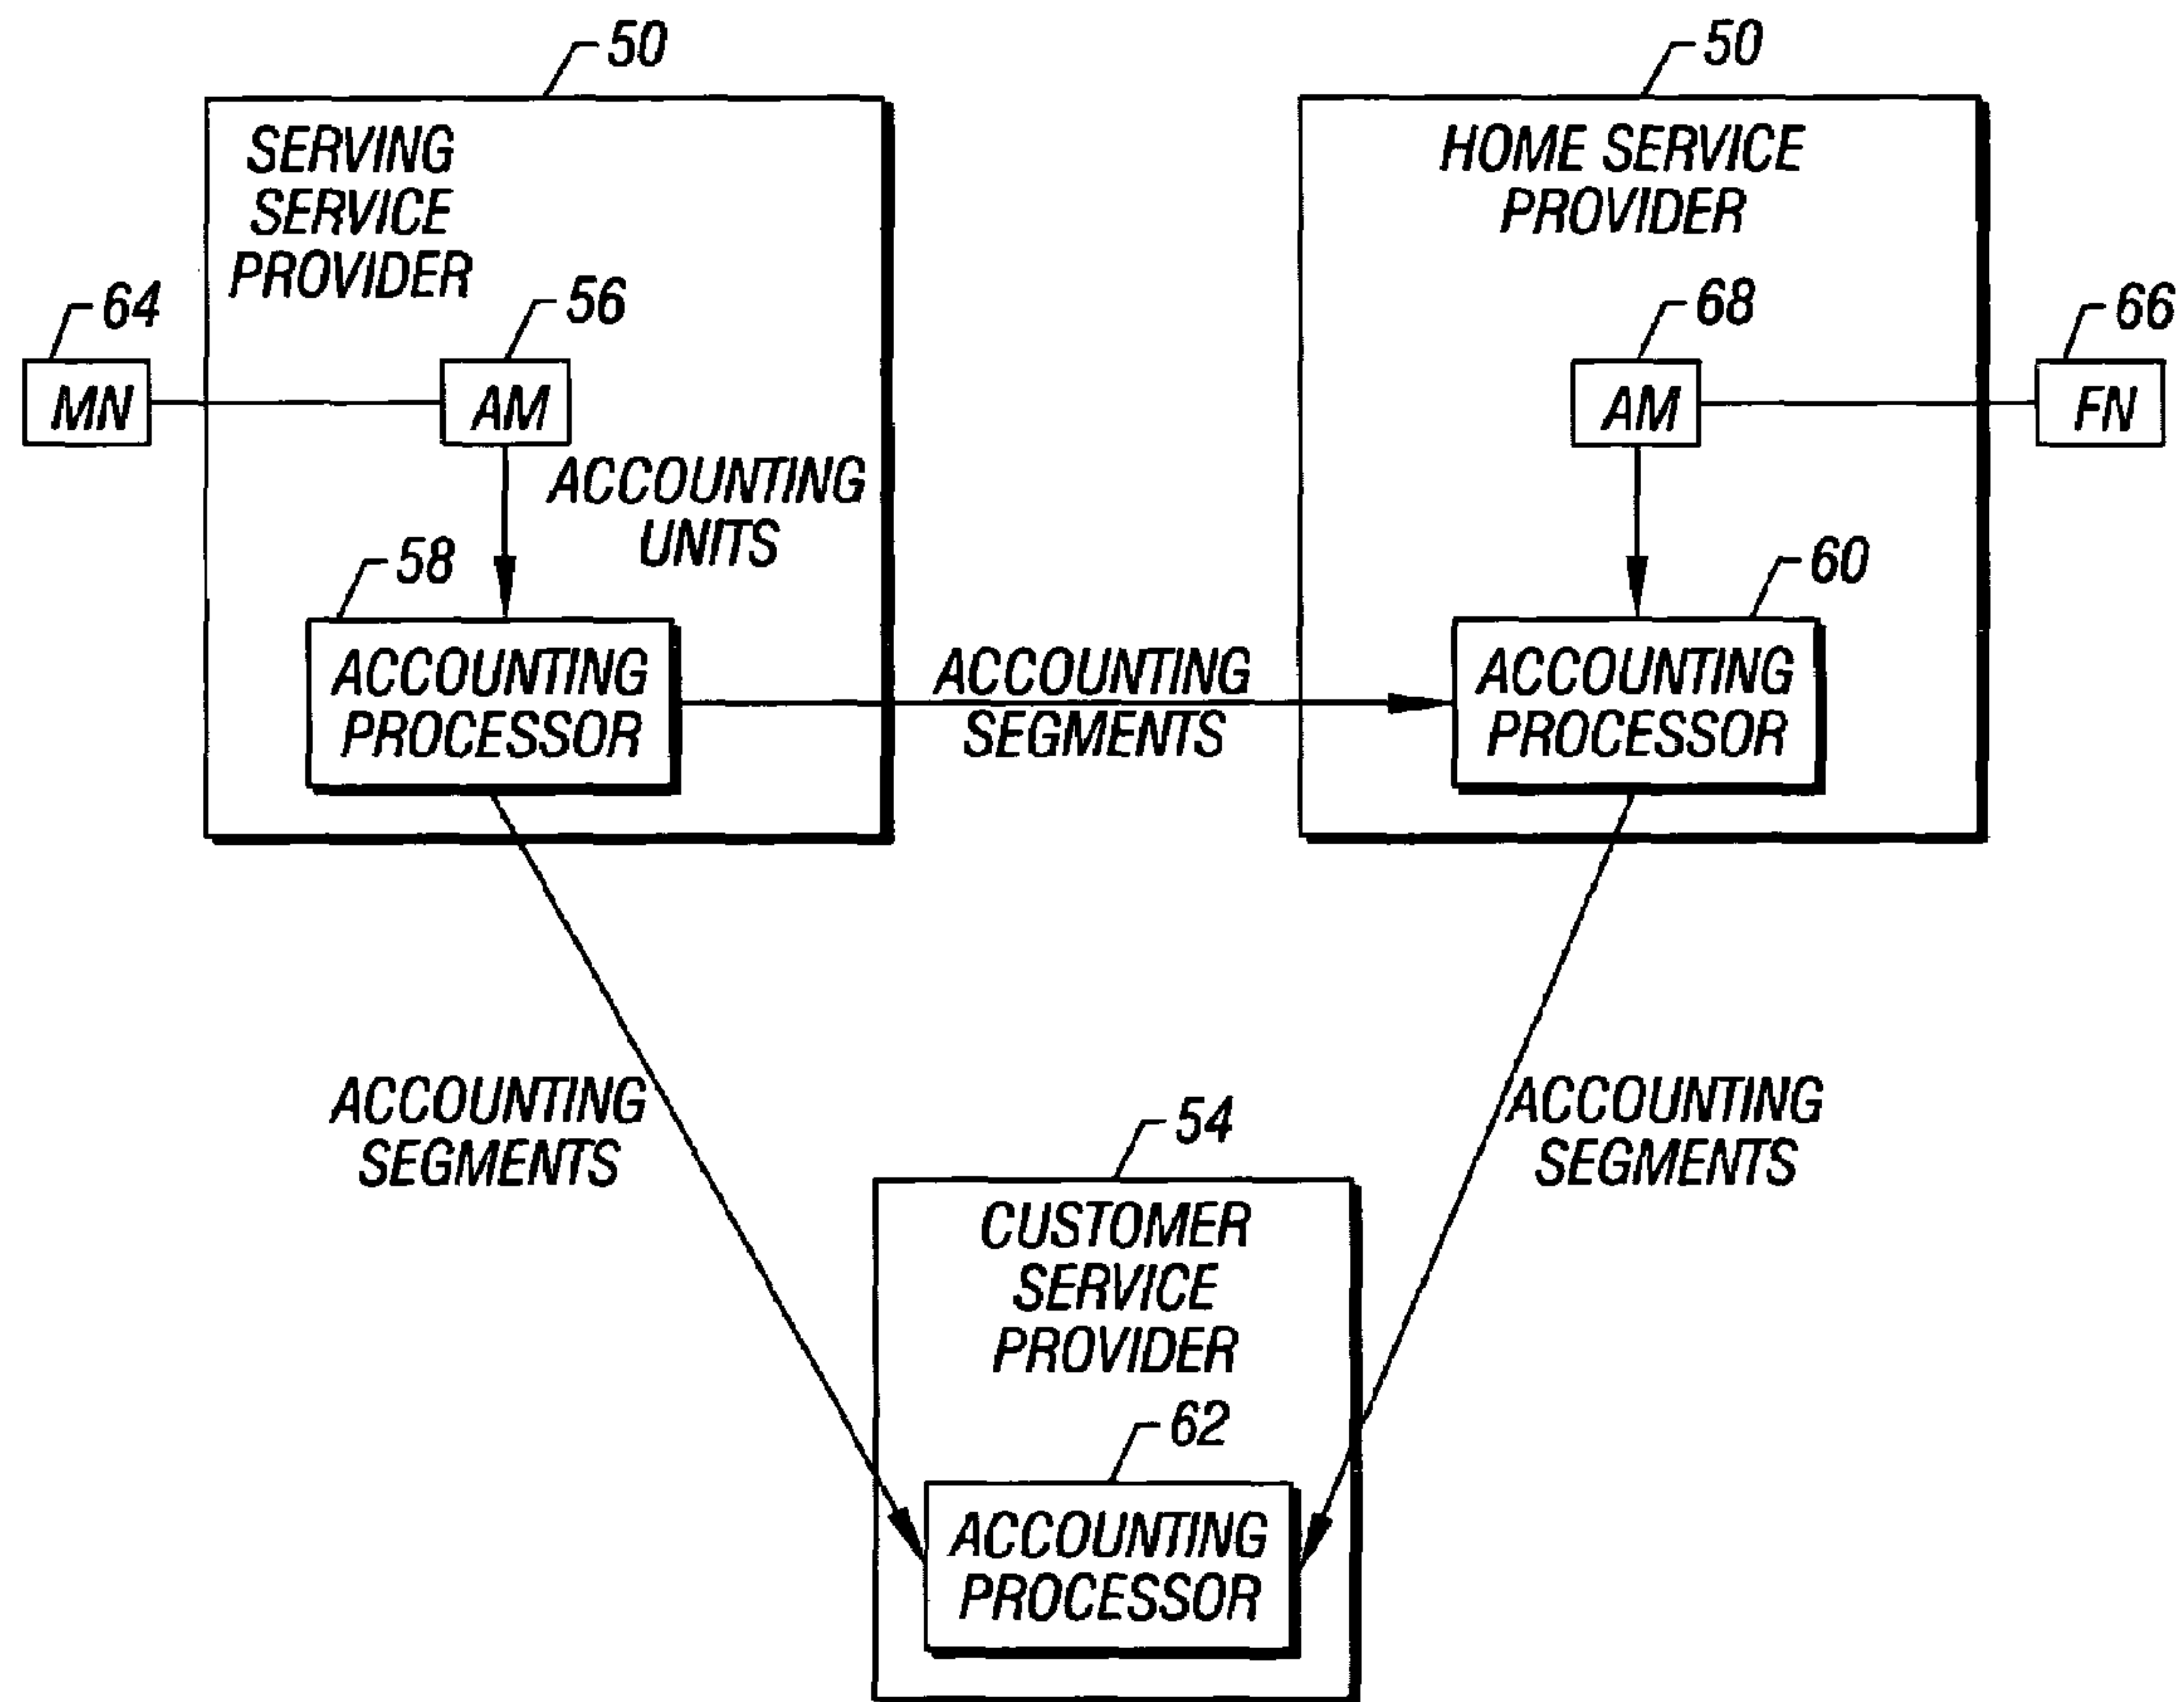 50
50
SERVING
SERVICE
PROVIDER
HOME SERVICE
PROVIDER
64
56
68
66
MN
AM
AM
FN
ACCOUNTING
UNITS
58
60
ACCOUNTING
PROCESSOR
ACCOUNTING
SEGMENTS
ACCOUNTING
PROCESSOR
ACCOUNTING
SEGMENTS
ACCOUNTING
SEGMENTS
54
CUSTOMER
SERVICE
PROVIDER
62
ACCOUNTING
PROCESSOR